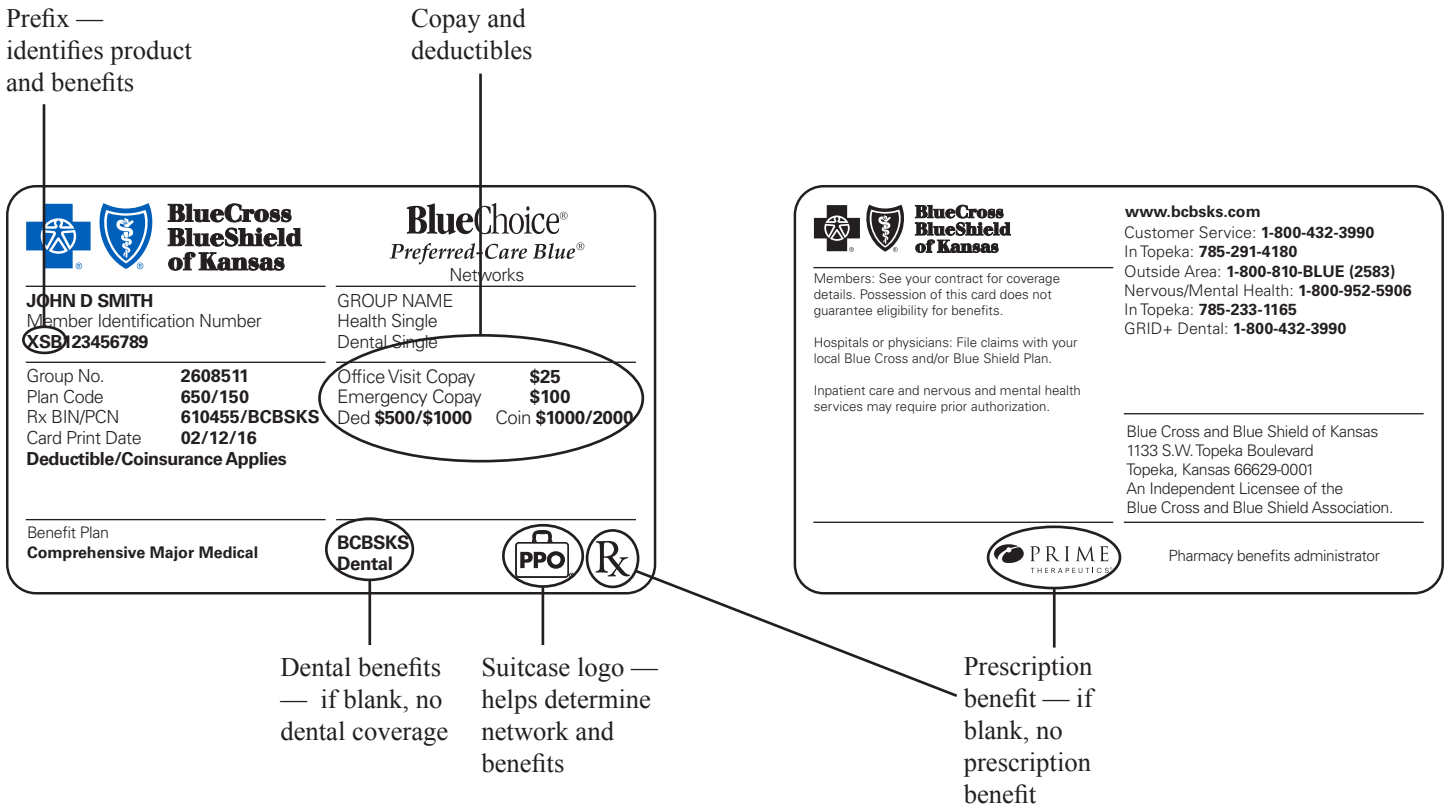 Prefix —
identifies product
and benefits
Copay and
deductibles
BlueCross
BlueShield
of Kansas
BlueChoice®
Preferred-Care Blue®
Networks
JOHN D SMITH
Member Identification Number
XSB123456789
GROUP NAME
Health Single
Dental Single
Group No. 2608511
Plan Code 650/150
Rx BIN/PCN 610455/BCBSKS
Card Print Date 02/12/16
Deductible/Coinsurance Applies
Office Visit Copay $25
Emergency Copay $100
Ded $500/$1000 Coin $1000/2000
Benefit Plan
Comprehensive Major Medical
BCBSKS
Dental
PPO
Rx
BlueCross
BlueShield
of Kansas
Members: See your contract for coverage
details. Possession of this card does not
guarantee eligibility for benefits.
Hospitals or physicians: File claims with your
local Blue Cross and/or Blue Shield Plan.
Inpatient care and nervous and mental health
services may require prior authorization.
www.bcbsks.com
Customer Service: 1-800-432-3990
In Topeka: 785-291-4180
Outside Area: 1-800-810-BLUE (2583)
Nervous/Mental Health: 1-800-952-5906
In Topeka: 785-233-1165
GRID+ Dental: 1-800-432-3990
Blue Cross and Blue Shield of Kansas
1133 S.W. Topeka Boulevard
Topeka, Kansas 66629-0001
An Independent Licensee of the
Blue Cross and Blue Shield Association.
PRIME
THERAPEUTICS
Pharmacy benefits administrator
Dental benefits
— if blank, no
dental coverage
Suitcase logo —
helps determine
network and
benefits
Prescription
benefit — if
blank, no
prescription
benefit